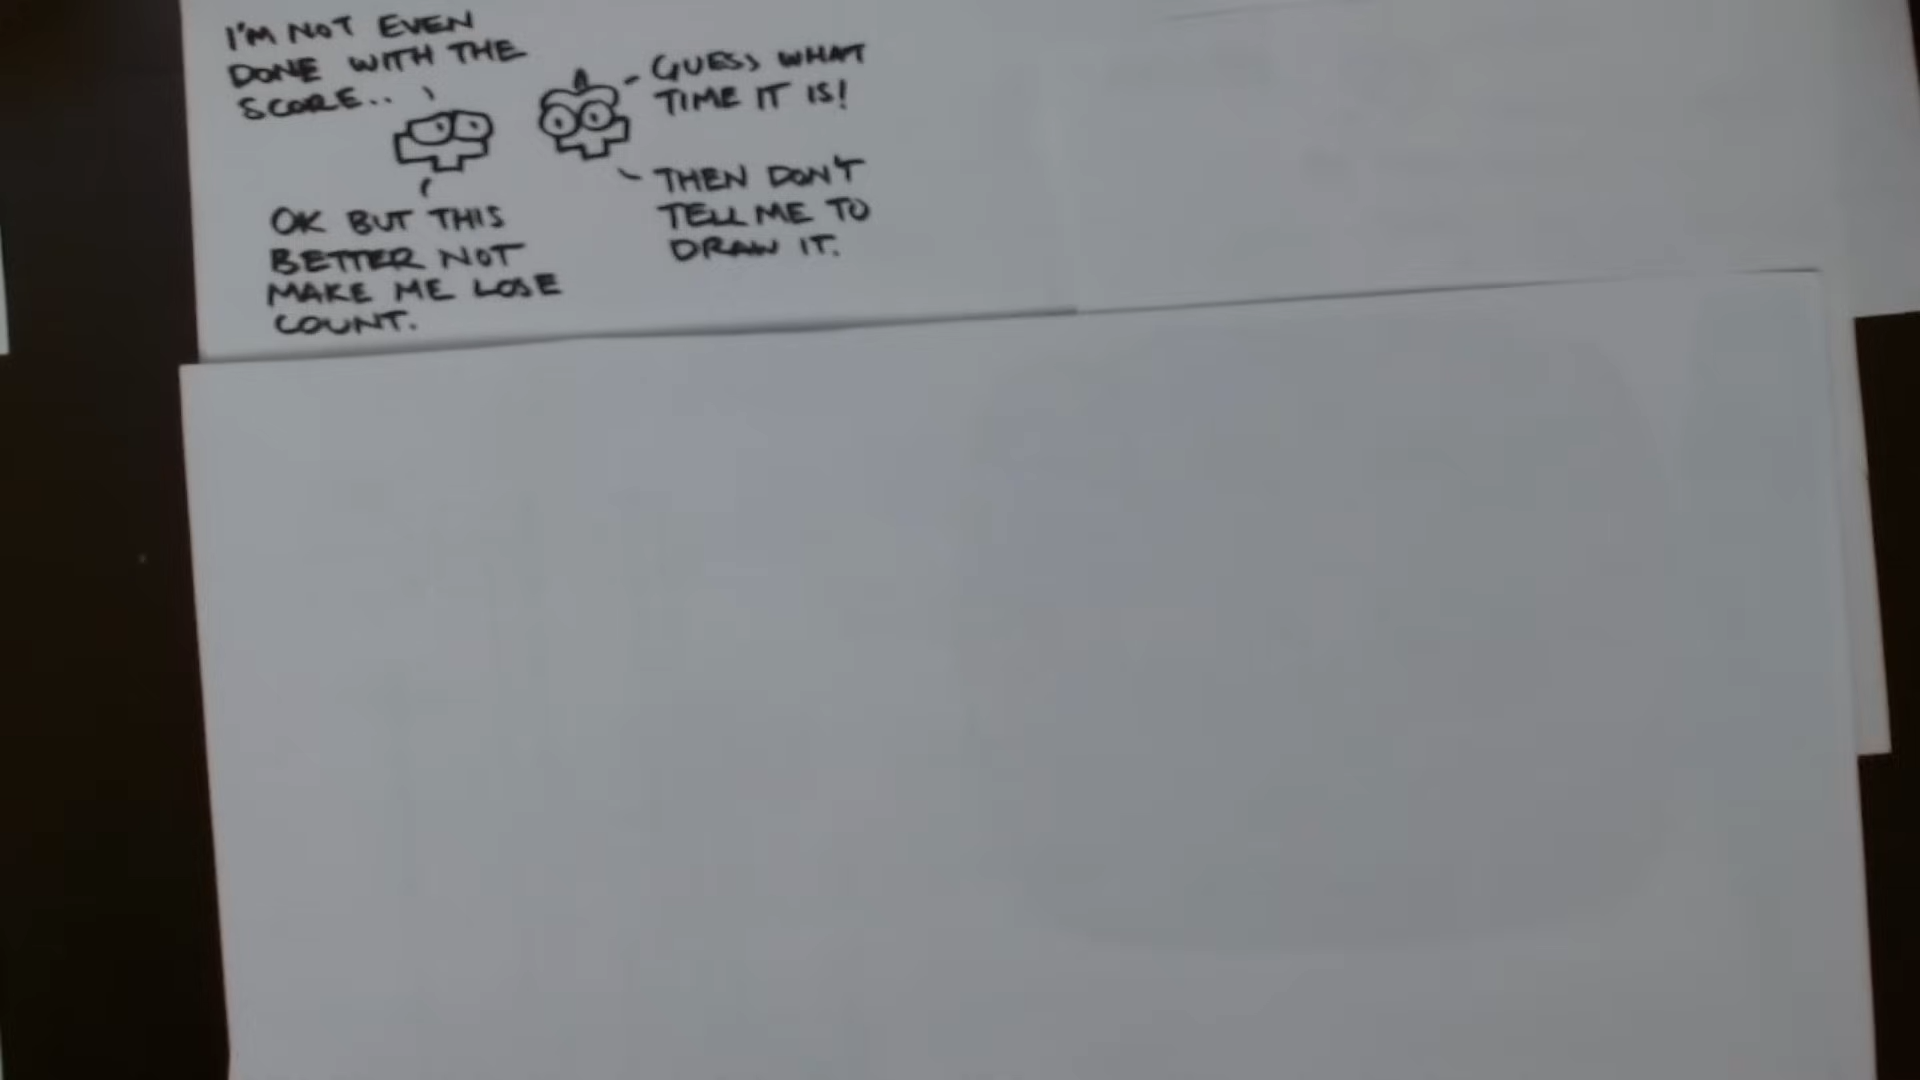 I'M NOT EVEN
DONE WITH THE
SCORE..
GUESS WHAT
TIME IT IS!
OK BUT THIS
BETTER NOT
MAKE ME LOSE
COUNT.
THEN DON'T
TELL ME TO
DRAW IT.